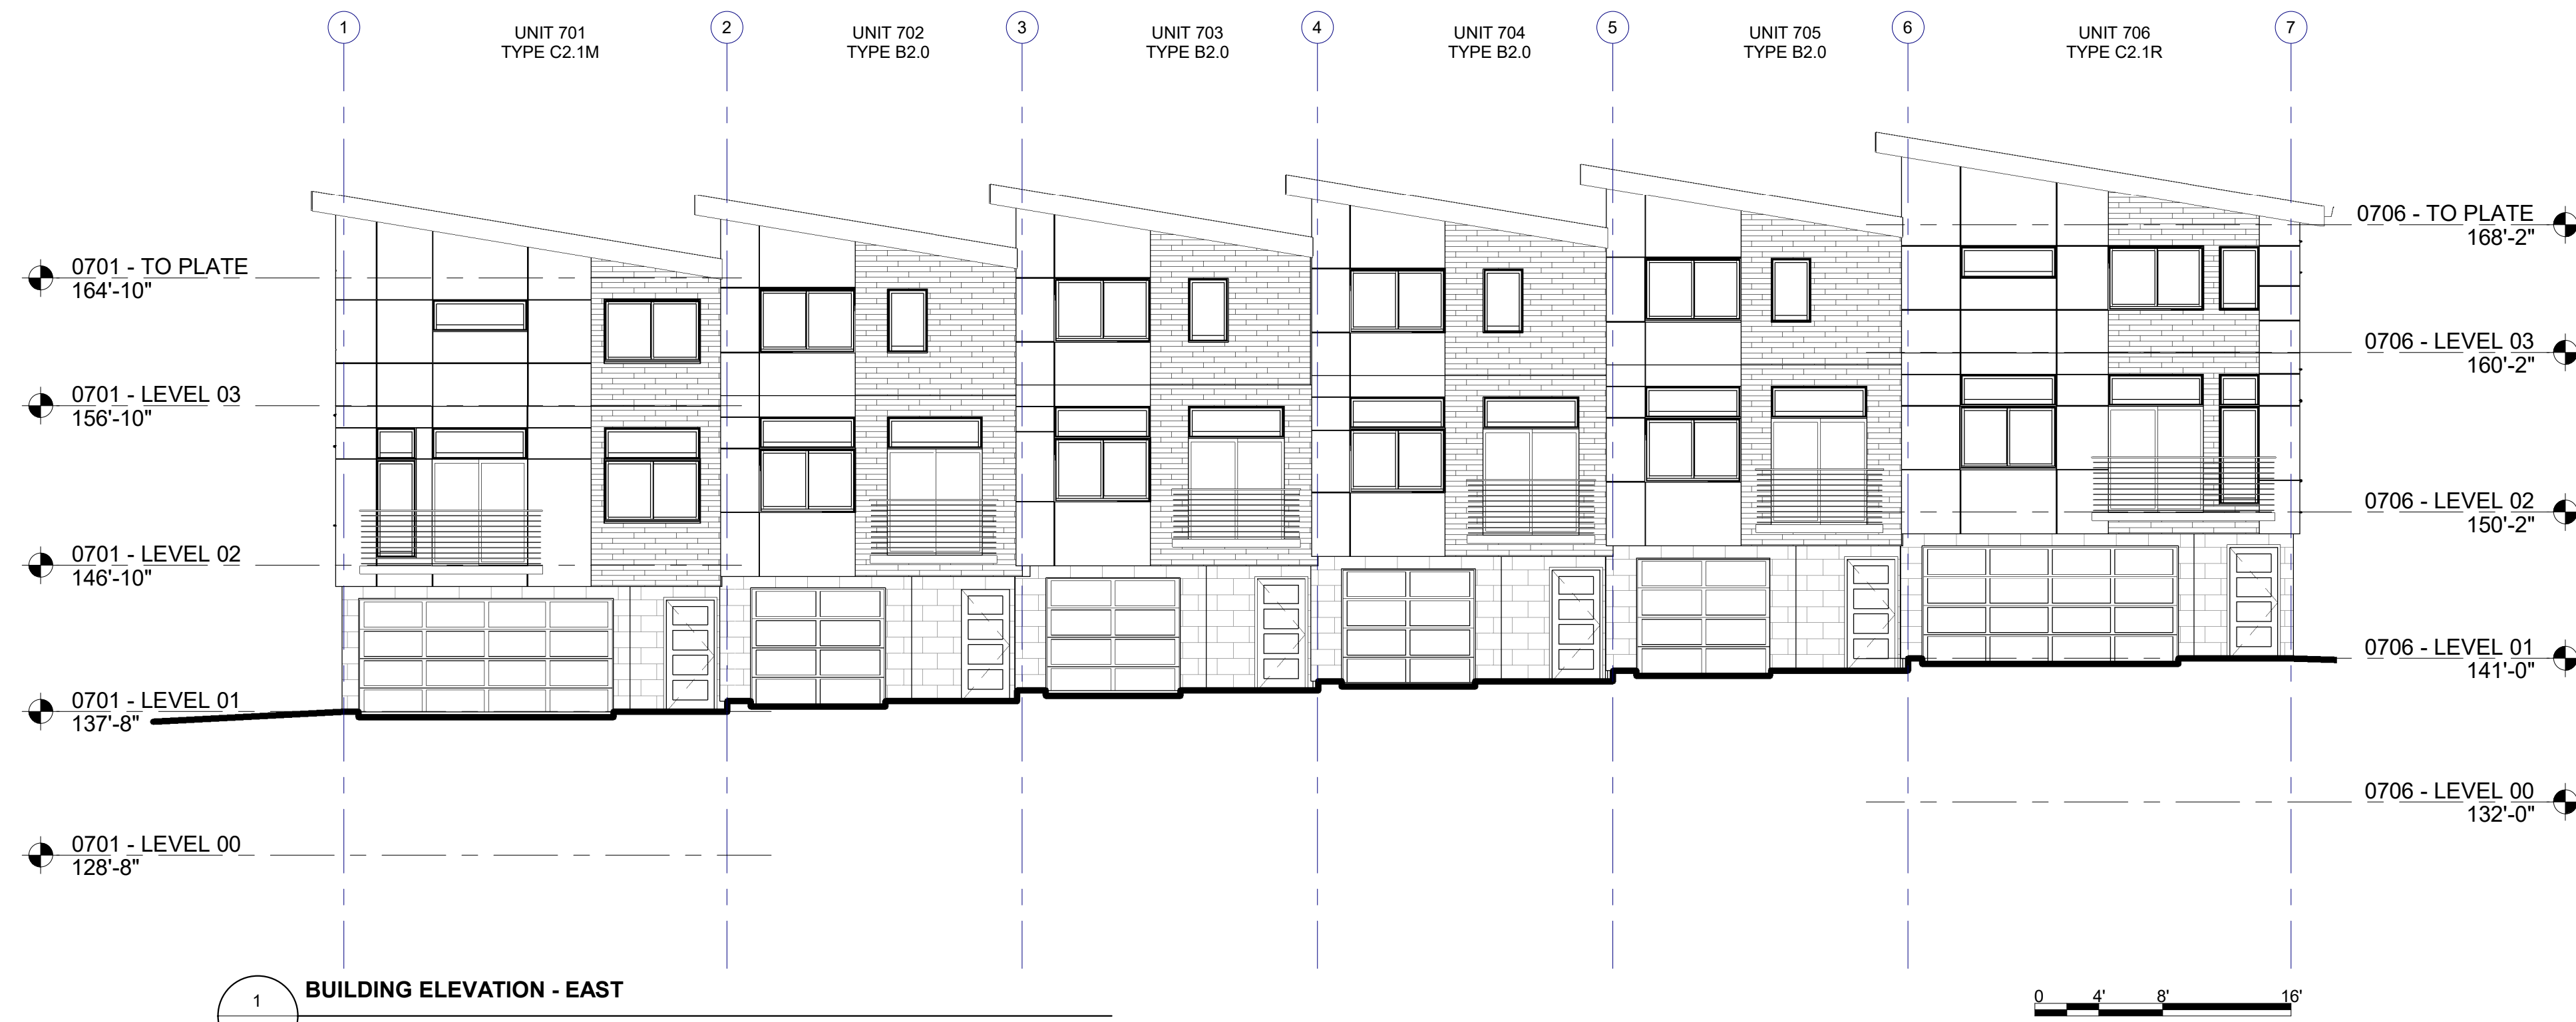 1
2
3
4
5
6
7
UNIT 701
TYPE C2.1M
UNIT 702
TYPE B2.0
UNIT 703
TYPE B2.0
UNIT 704
TYPE B2.0
UNIT 705
TYPE B2.0
UNIT 706
TYPE C2.1R
0701 - TO PLATE
164'-10"
0701 - LEVEL 03
156'-10"
0701 - LEVEL 02
146'-10"
0701 - LEVEL 01
137'-8"
0701 - LEVEL 00
128'-8"
0706 - TO PLATE
168'-2"
0706 - LEVEL 03
160'-2"
0706 - LEVEL 02
150'-2"
0706 - LEVEL 01
141'-0"
0706 - LEVEL 00
132'-0"
1
BUILDING ELEVATION - EAST
0 4' 8' 16'